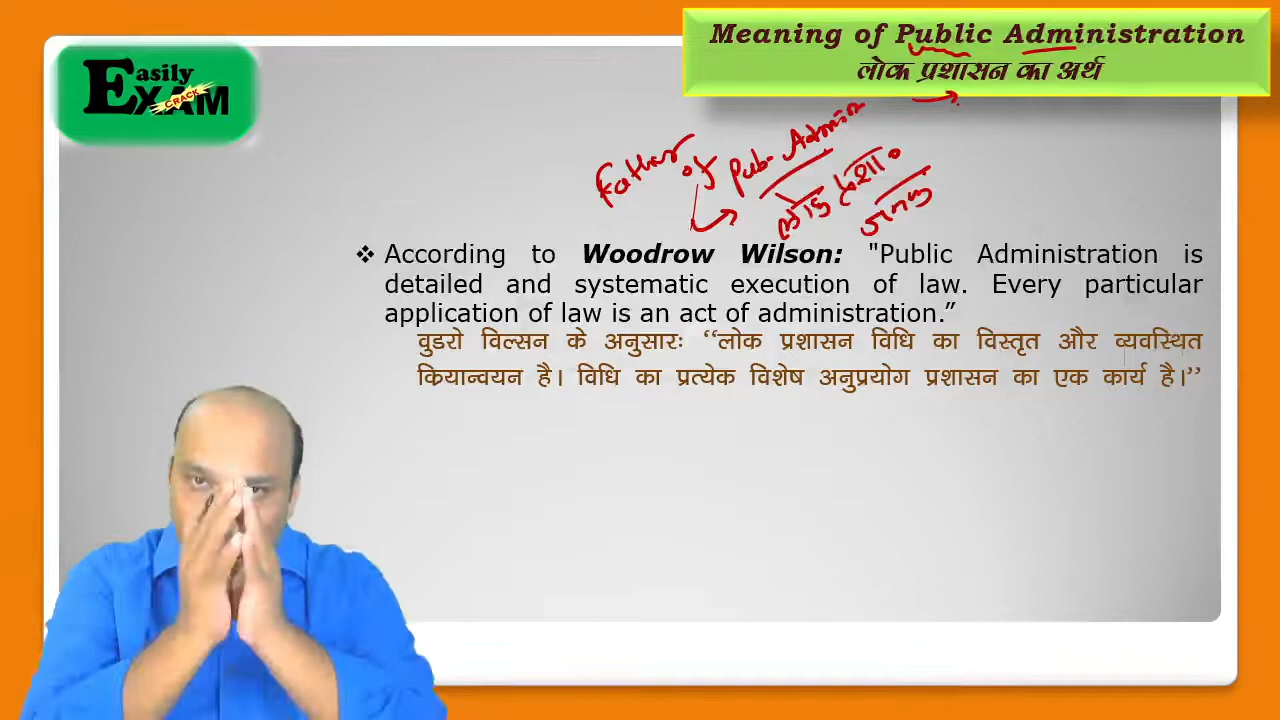 Meaning of Public Administration
लोक प्रशासन का अर्थ
Easily
EXAM
CRACK
Father of Pub. Admin
लोक प्रशा० जनक
❖ According to Woodrow Wilson: "Public Administration is
detailed and systematic execution of law. Every particular
application of law is an act of administration.”
वुडरो विल्सन के अनुसारः ‘‘लोक प्रशासन विधि का विस्तृत और व्यवस्थित
कियान्वयन है। विधि का प्रत्येक विशेष अनुप्रयोग प्रशासन का एक कार्य है।’’